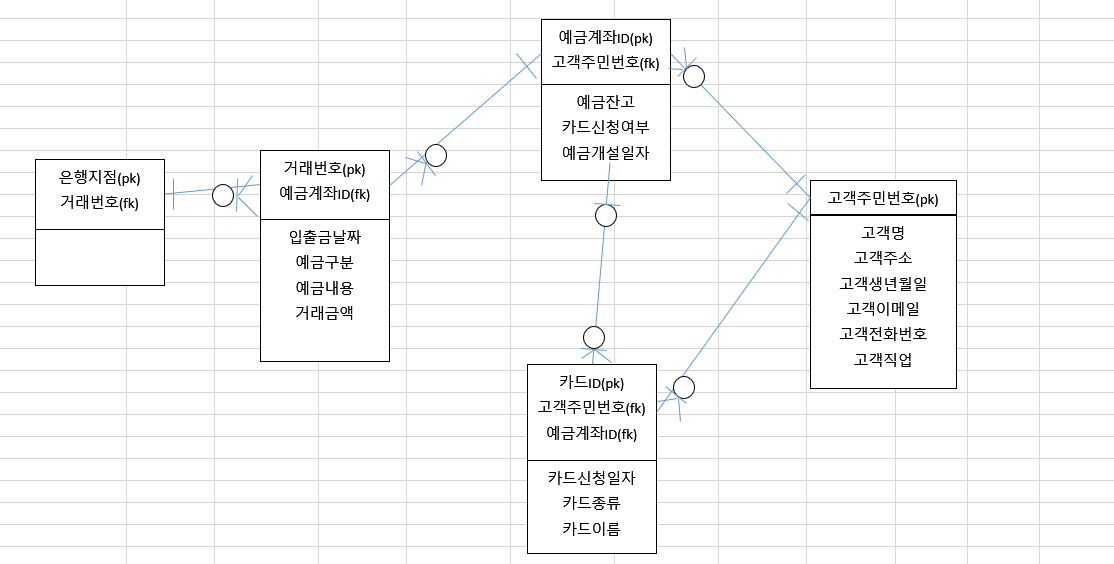 은행지점(pk)
거래번호(fk)
거래번호(pk)
예금계좌ID(fk)
입출금날짜
예금구분
예금내용
거래금액
예금계좌ID(pk)
고객주민번호(fk)
예금잔고
카드신청여부
예금개설일자
카드ID(pk)
고객주민번호(fk)
예금계좌ID(fk)
카드신청일자
카드종류
카드이름
고객주민번호(pk)
고객명
고객주소
고객생년월일
고객이메일
고객전화번호
고객직업